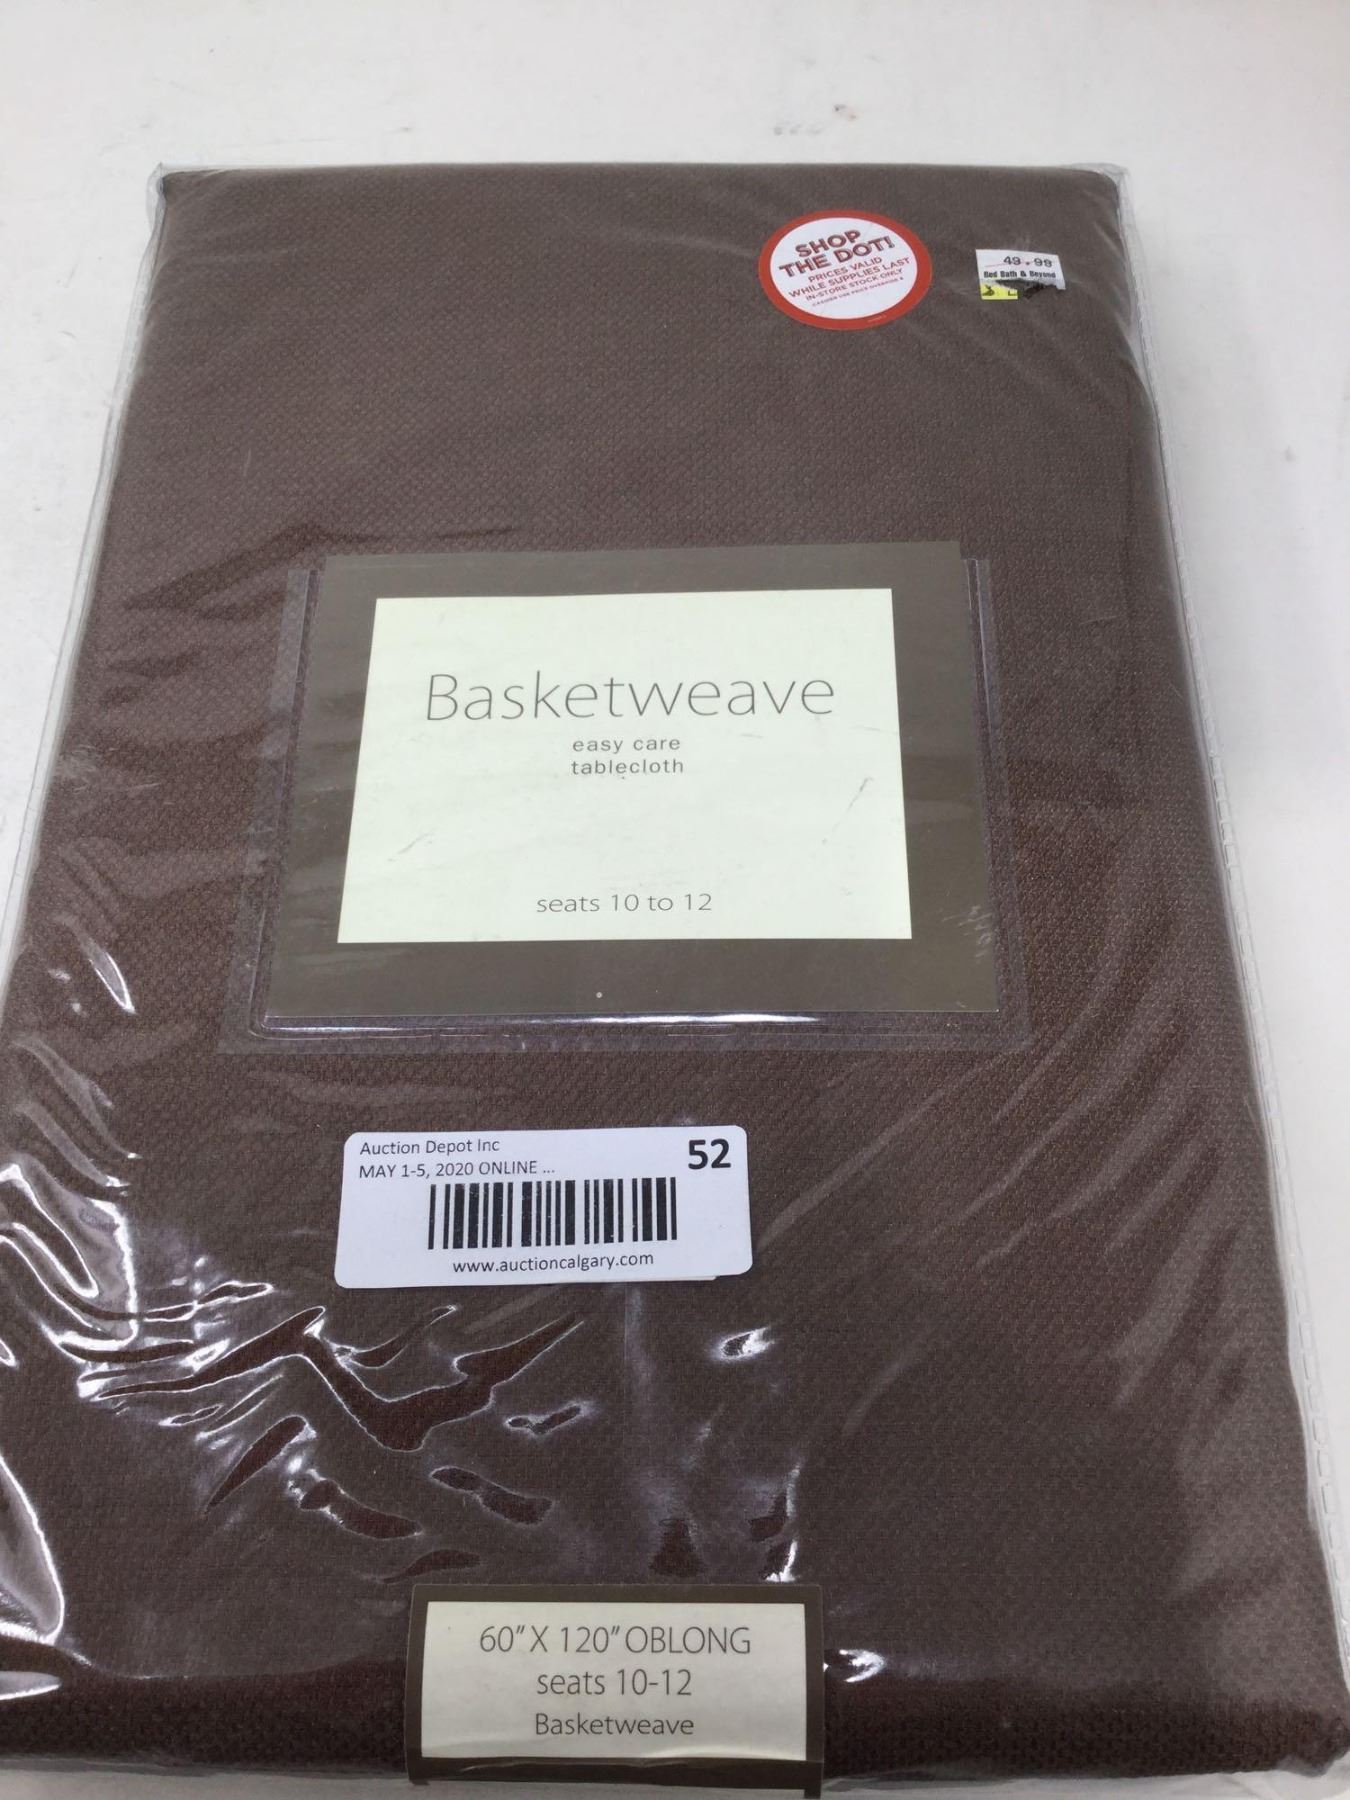 SHOP
THE DOT!
PRICES VALID
WHILE SUPPLIES LAST
IN-STORE STOCK ONLY
49.99
Bed Bath & Beyond
Basketweave
easy care
tablecloth
seats 10 to 12
Auction Depot Inc
52
MAY 1-5, 2020 ONLINE ...
www.auctioncalgary.com
60" X 120" OBLONG
seats 10-12
Basketweave